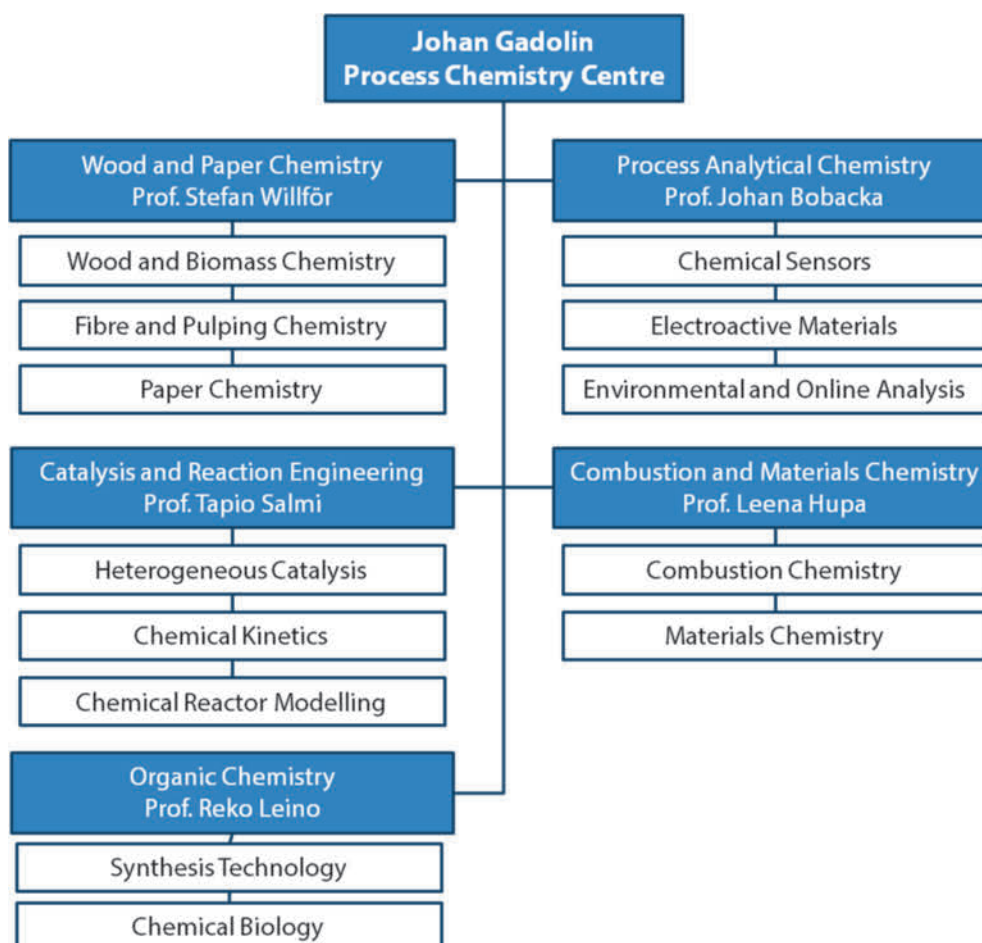 Johan Gadolin
Process Chemistry Centre
Wood and Paper Chemistry
Prof. Stefan Willför
Wood and Biomass Chemistry
Fibre and Pulping Chemistry
Paper Chemistry
Process Analytical Chemistry
Prof. Johan Bobacka
Chemical Sensors
Electroactive Materials
Environmental and Online Analysis
Catalysis and Reaction Engineering
Prof. Tapio Salmi
Heterogeneous Catalysis
Chemical Kinetics
Chemical Reactor Modelling
Combustion and Materials Chemistry
Prof. Leena Hupa
Combustion Chemistry
Materials Chemistry
Organic Chemistry
Prof. Reko Leino
Synthesis Technology
Chemical Biology